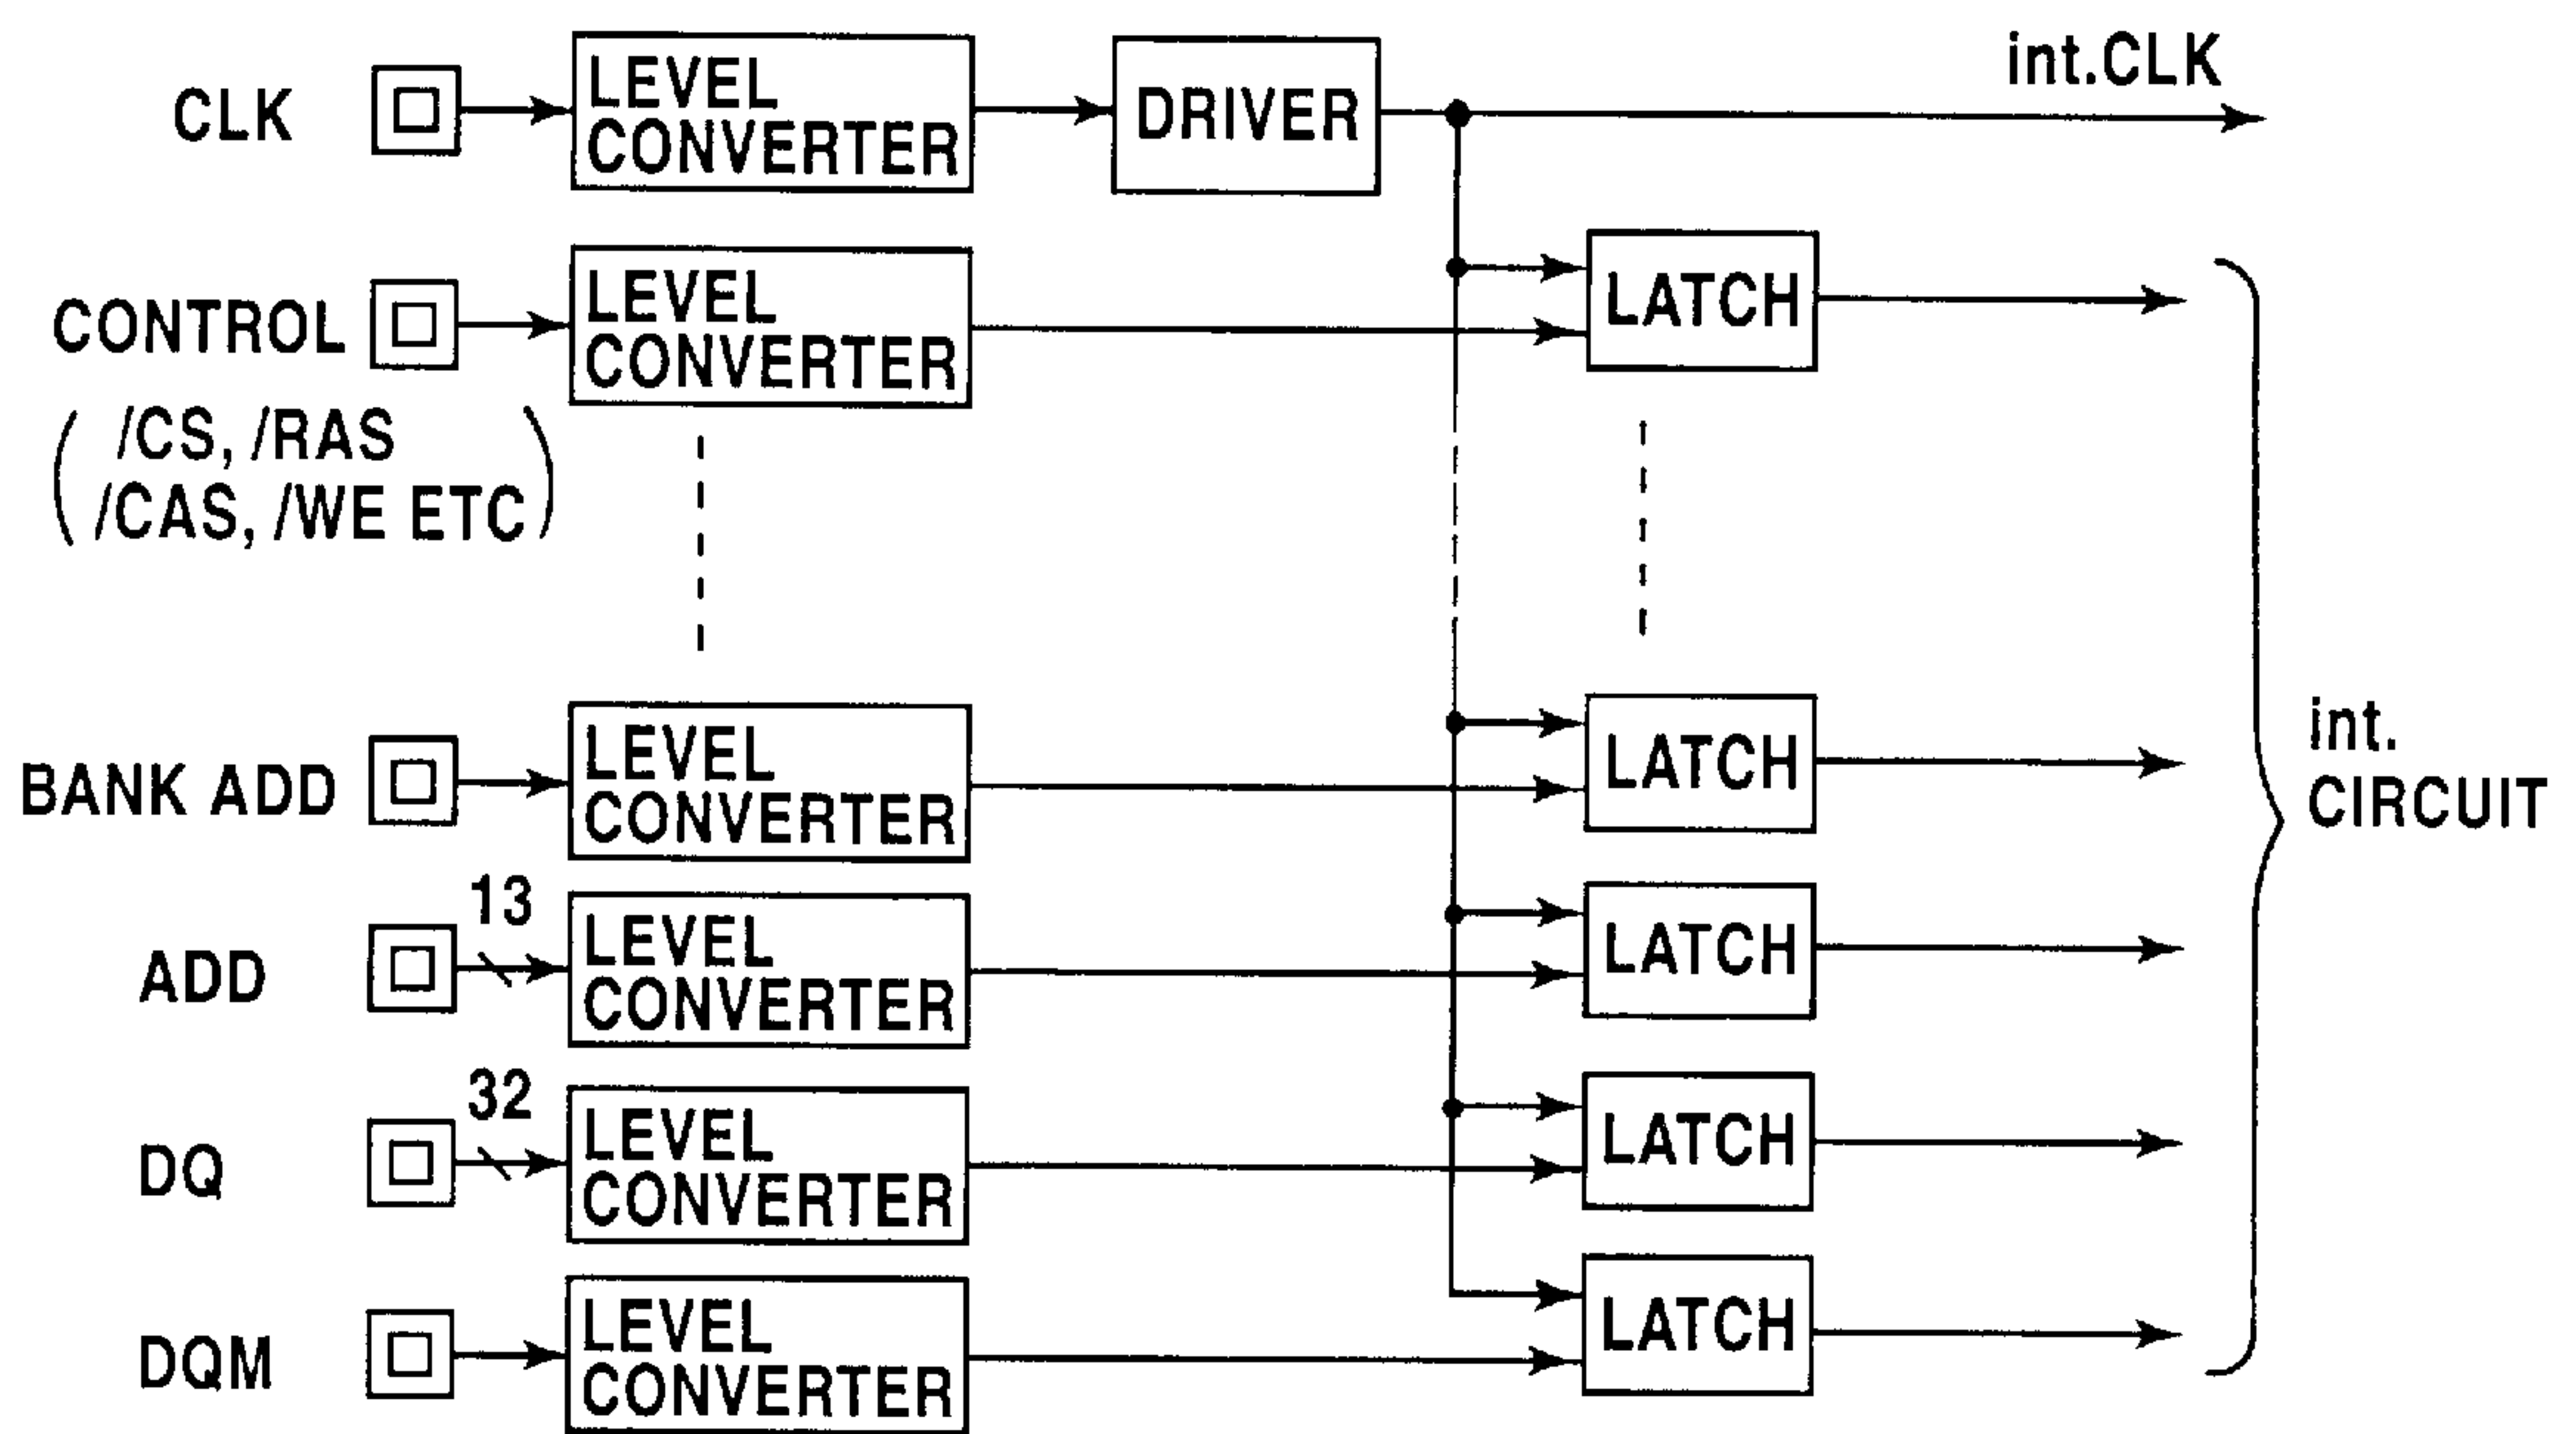 CLK
LEVEL
CONVERTER
DRIVER
int.CLK
CONTROL
LEVEL
CONVERTER
LATCH
/CS, /RAS
/CAS, /WE ETC
BANK ADD
LEVEL
CONVERTER
LATCH
int.
CIRCUIT
ADD
13
LEVEL
CONVERTER
LATCH
DQ
32
LEVEL
CONVERTER
LATCH
DQM
LEVEL
CONVERTER
LATCH